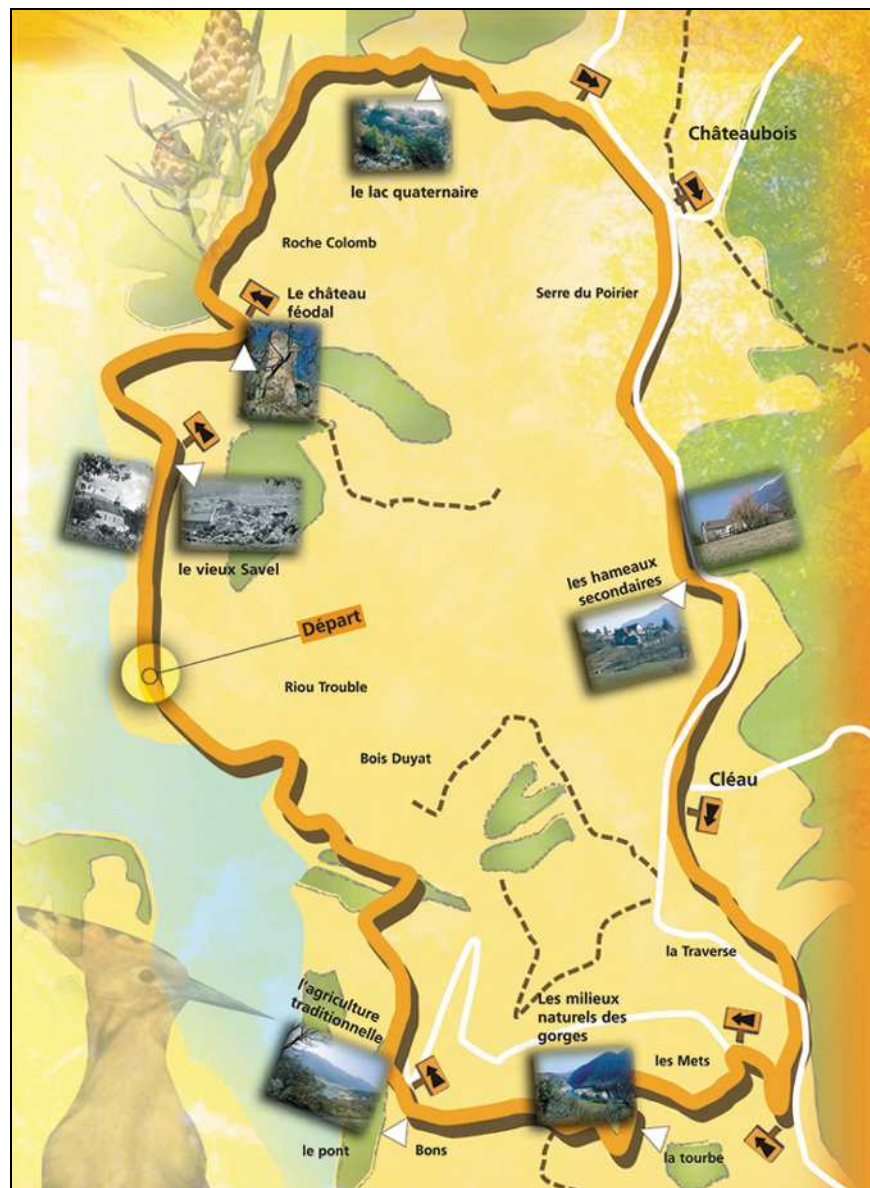 Châteaubois
le lac quaternaire
Roche Colomb
Serre du Poirier
Le château
féodal
le vieux Savel
les hameaux
secondaires
Départ
Riou Trouble
Bois Duyat
Cléau
la Traverse
l'agriculture
traditionnelle
Les milieux
naturels des
gorges
les Mets
le pont
Bons
la tourbe